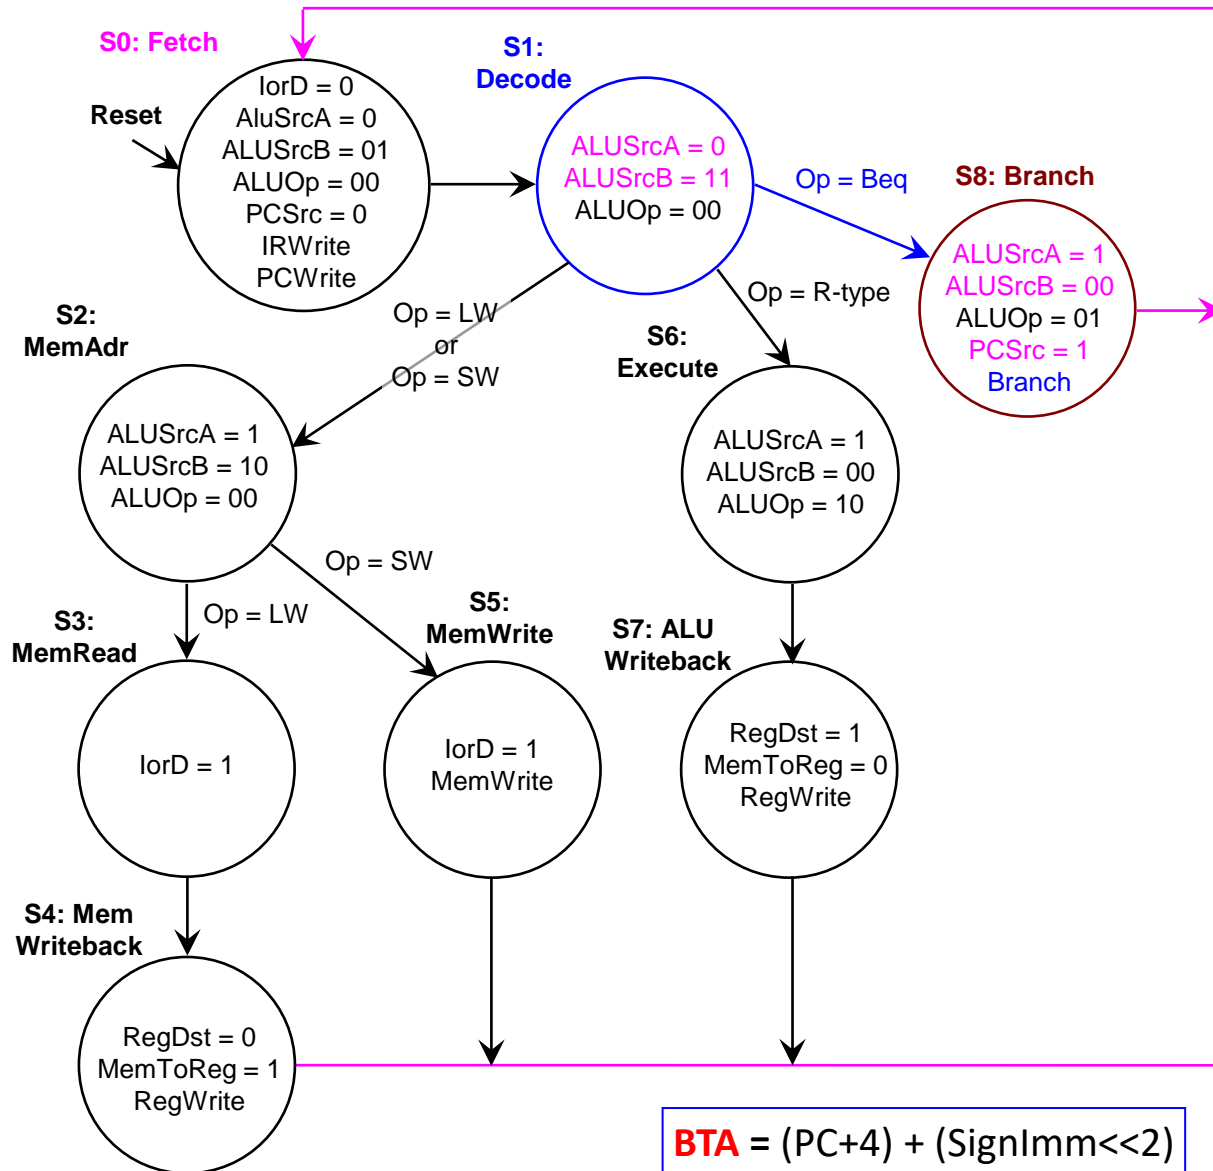 S0: Fetch
Reset
IorD = 0
AluSrcA = 0
ALUSrcB = 01
ALUOp = 00
PCSrc = 0
IRWrite
PCWrite
S1:
Decode
ALUSrcA = 0
ALUSrcB = 11
ALUOp = 00
Op = Beq
S8: Branch
ALUSrcA = 1
ALUSrcB = 00
ALUOp = 01
PCSrc = 1
Branch
Op = LW
or
Op = SW
Op = R-type
S2:
MemAdr
ALUSrcA = 1
ALUSrcB = 10
ALUOp = 00
S6:
Execute
ALUSrcA = 1
ALUSrcB = 00
ALUOp = 10
Op = SW
Op = LW
S3:
MemRead
IorD = 1
S5:
MemWrite
IorD = 1
MemWrite
S7: ALU
Writeback
RegDst = 1
MemToReg = 0
RegWrite
S4: Mem
Writeback
RegDst = 0
MemToReg = 1
RegWrite
BTA = (PC+4) + (SignImm<<2)